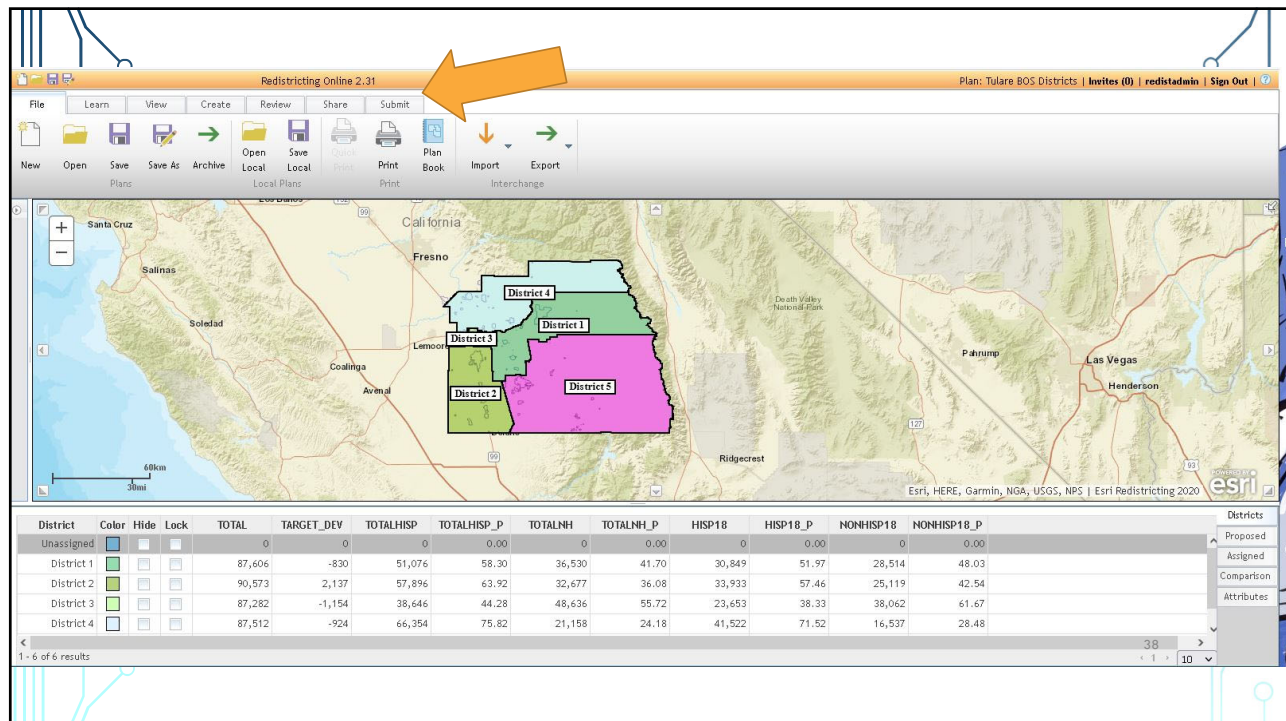 Redistricting Online 2.31
Plan: Tulare BOS Districts | Invites (0) | redistadmin | Sign Out |
File Learn View Create Review Share Submit
New Open Save Save As Archive Open Local Save Local Quick Print Print Plan Book Import Export
Plans Local Plans Print Interchange
+
−
Santa Cruz
99
California
Fresno
Salinas
District 4
Death Valley
National Park
Soledad
District 1
District 3
Lemoore
Pahrump
Las Vegas
Coalinga
Henderson
Avenal
District 2
District 5
127
99
Ridgecrest
93
60km
30mi
POWERED BY
esri
Esri, HERE, Garmin, NGA, USGS, NPS | Esri Redistricting 2020
District Color Hide Lock TOTAL TARGET_DEV TOTALHISP TOTALHISP_P TOTALNH TOTALNH_P HISP18 HISP18_P NONHISP18 NONHISP18_P
Unassigned 0 0 0 0.00 0 0.00 0 0.00 0 0.00
District 1 87,606 -830 51,076 58.30 36,530 41.70 30,849 51.97 28,514 48.03
District 2 90,573 2,137 57,896 63.92 32,677 36.08 33,933 57.46 25,119 42.54
District 3 87,282 -1,154 38,646 44.28 48,636 55.72 23,653 38.33 38,062 61.67
District 4 87,512 -924 66,354 75.82 21,158 24.18 41,522 71.52 16,537 28.48
Districts
Proposed
Assigned
Comparison
Attributes
38
1 - 6 of 6 results
1 10